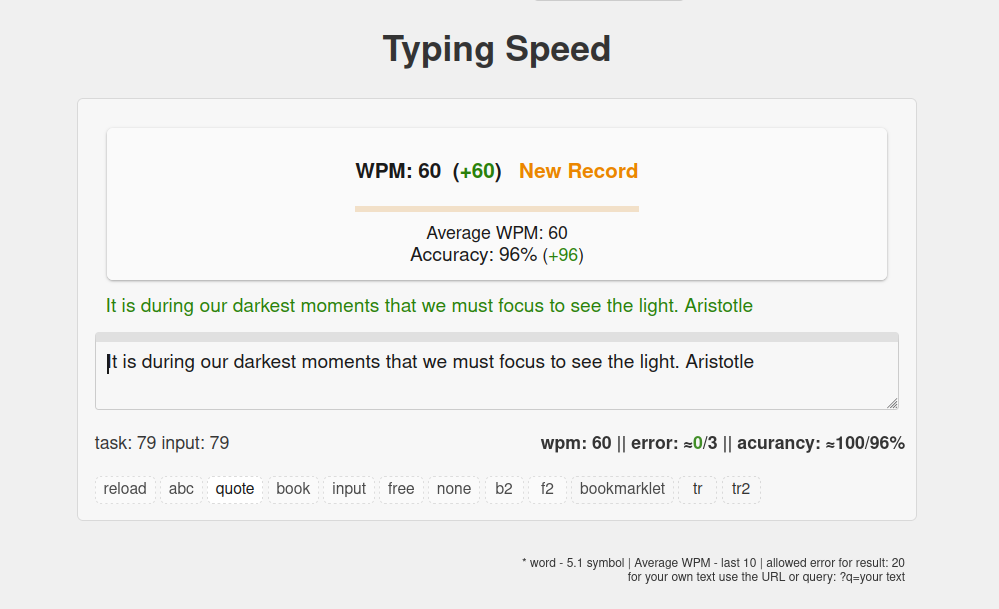 Typing Speed
WPM: 60 (+60) New Record
Average WPM: 60
Accuracy: 96% (+96)
It is during our darkest moments that we must focus to see the light. Aristotle
It is during our darkest moments that we must focus to see the light. Aristotle
task: 79 input: 79 wpm: 60 || error: ≈0/3 || acurancy: ≈100/96%
reload abc quote book input free none b2 f2 bookmarklet tr tr2
* word - 5.1 symbol | Average WPM - last 10 | allowed error for result: 20
for your own text use the URL or query: ?q=your text